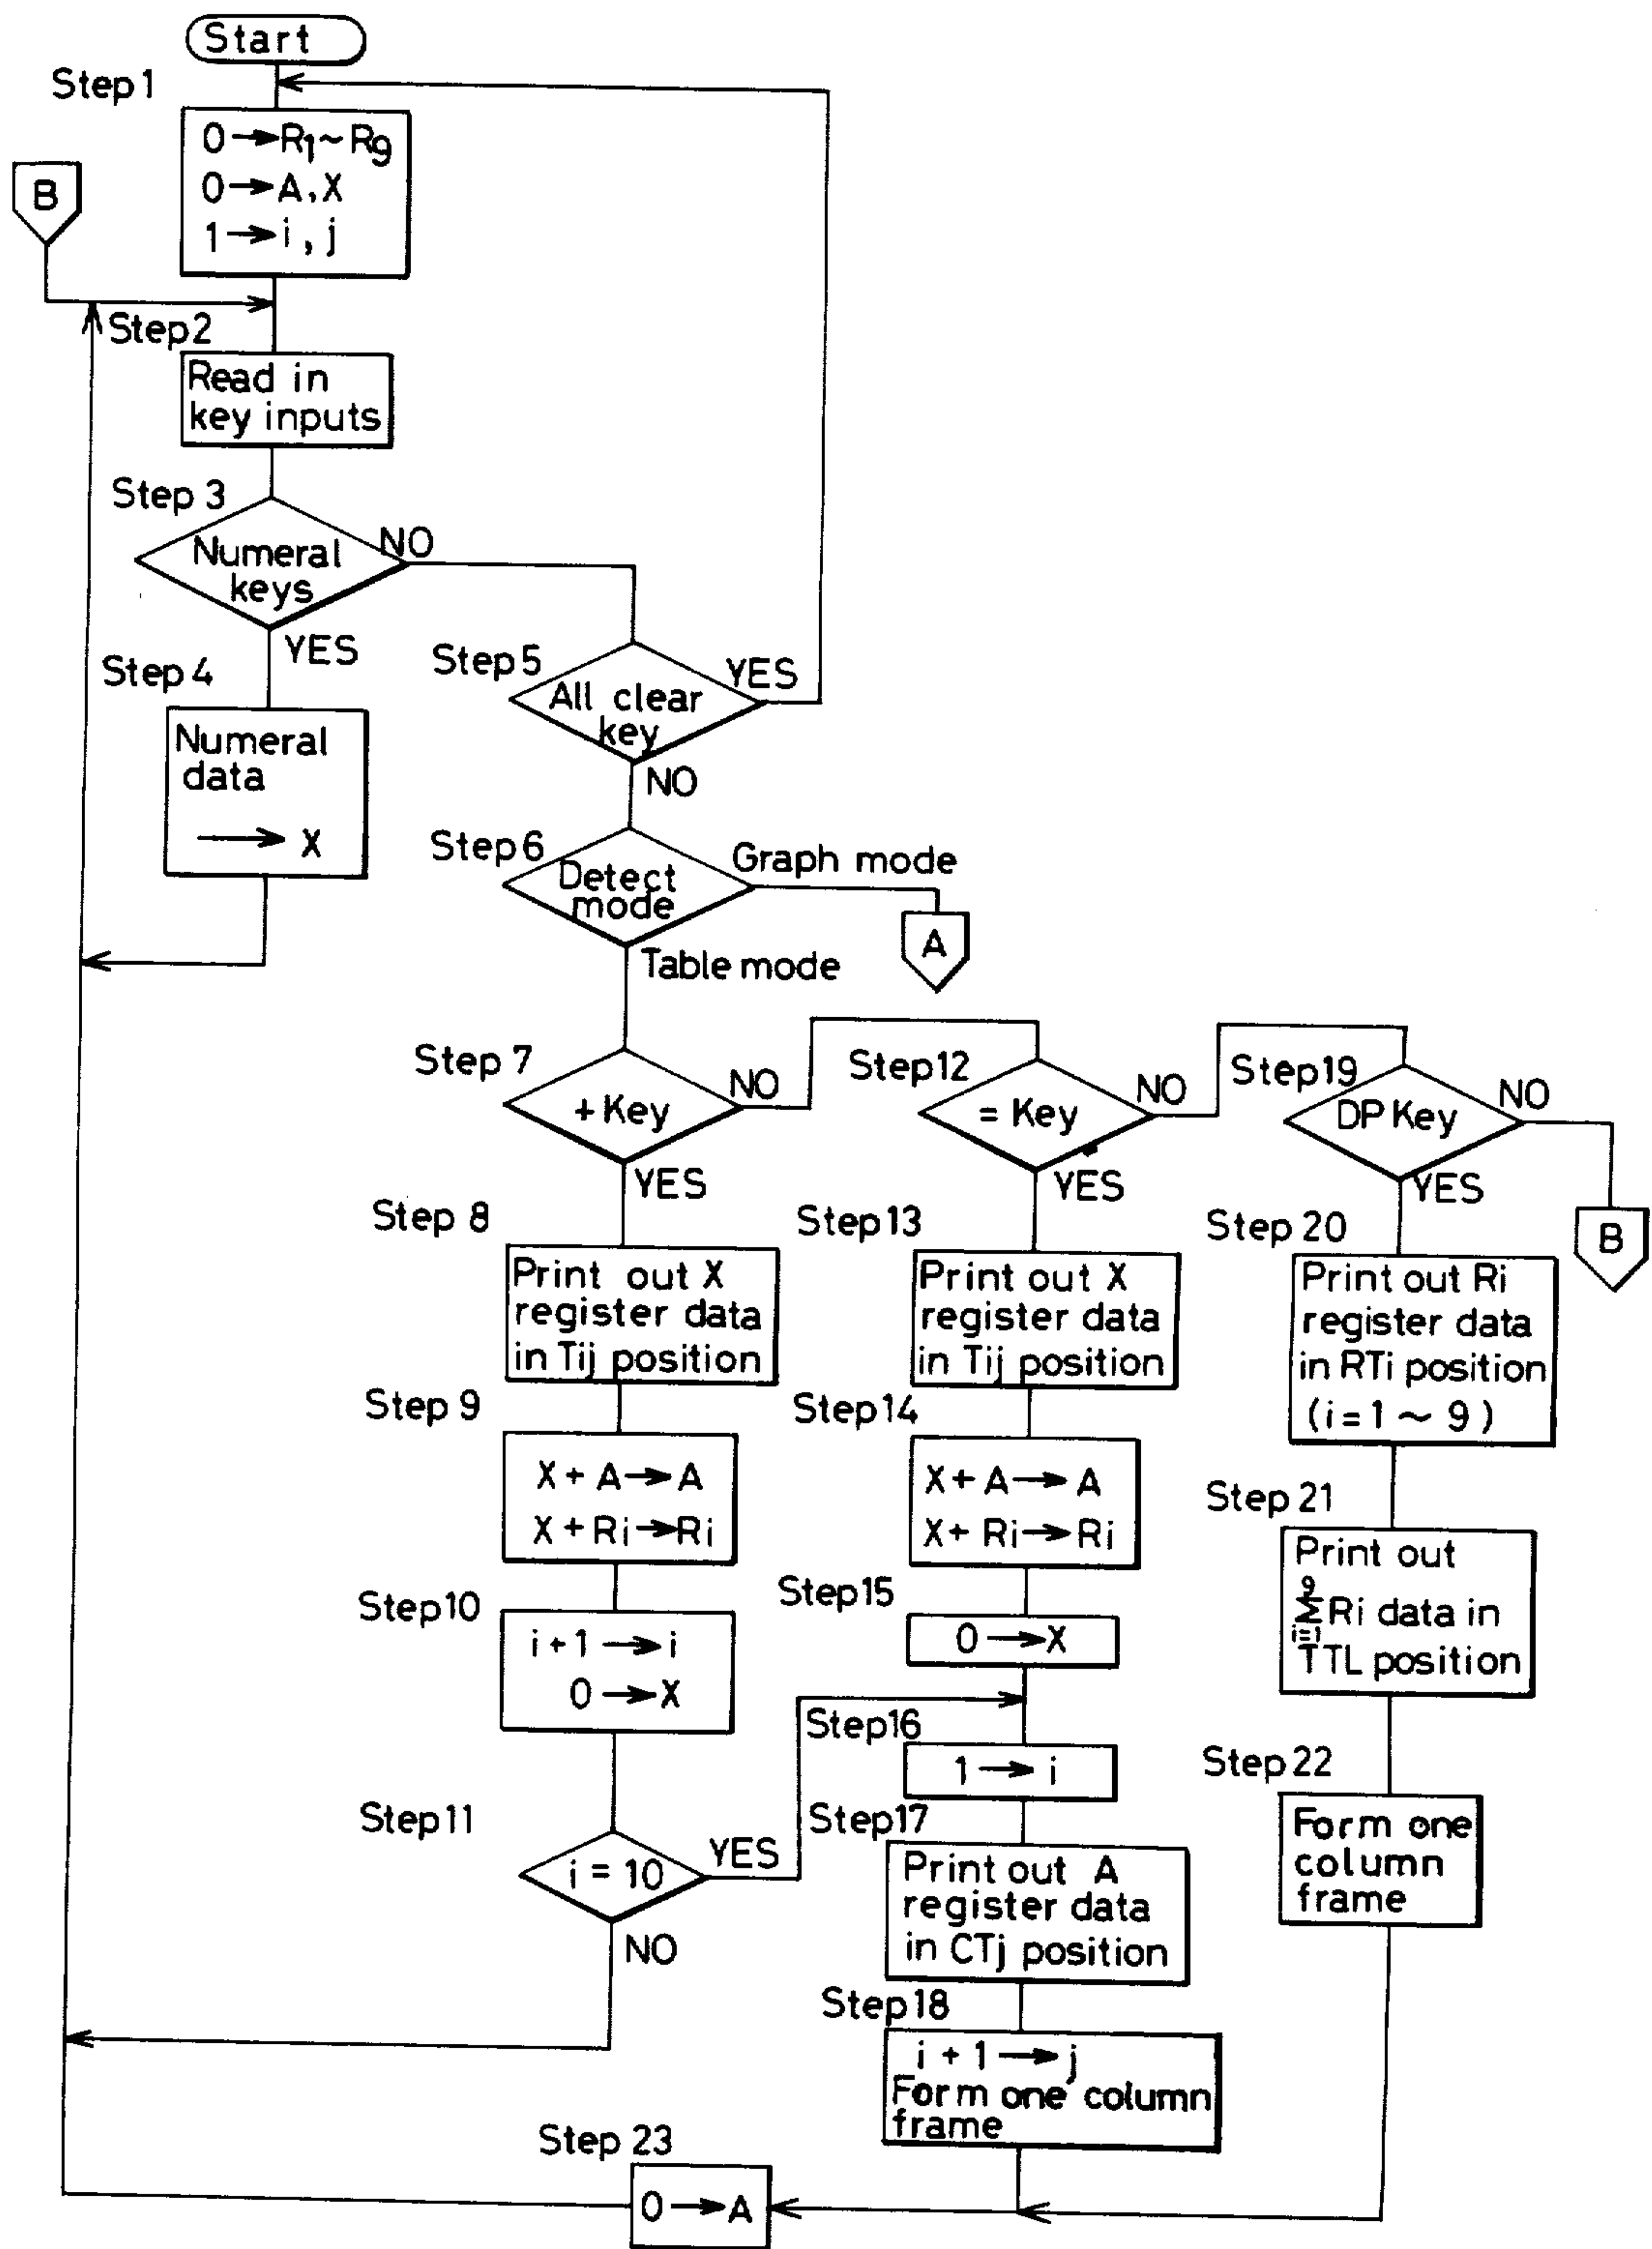 Start
Step 1
0 → R1 ~ R9
0 → A, X
1 → i, j
B
Step 2
Read in
key inputs
Step 3
Numeral
keys
NO
YES
Step 4
Numeral
data
→ X
Step 5
All clear
key
YES
NO
Step 6
Detect
mode
Graph mode
A
Table mode
Step 7
+ Key
NO
YES
Step 8
Print out X
register data
in Tij position
Step 9
X + A → A
X + Ri → Ri
Step 10
i + 1 → i
0 → X
Step 11
i = 10
YES
NO
Step 12
= Key
NO
YES
Step 13
Print out X
register data
in Tij position
Step 14
X + A → A
X + Ri → Ri
Step 15
0 → X
Step 16
1 → i
Step 17
Print out A
register data
in CTj position
Step 18
i + 1 → j
Form one column
frame
Step 19
DP Key
NO
YES
B
Step 20
Print out Ri
register data
in RTi position
(i = 1 ~ 9)
Step 21
Print out
9
Σ Ri data in
i=1
TTL position
Step 22
Form one
column
frame
Step 23
0 → A